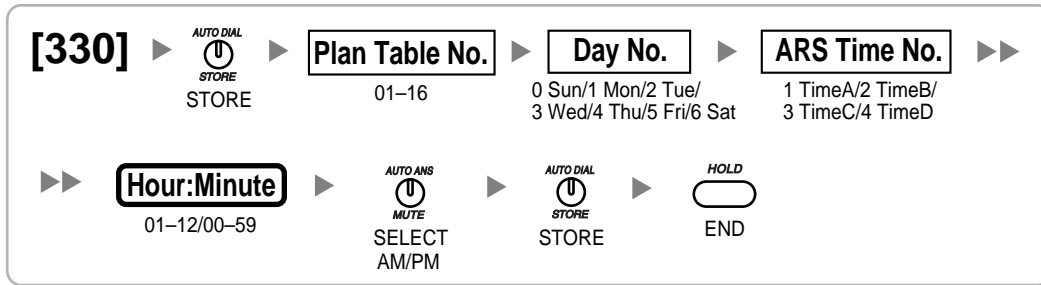 [330]
AUTO DIAL
STORE
STORE
Plan Table No.
01–16
Day No.
0 Sun/1 Mon/2 Tue/
3 Wed/4 Thu/5 Fri/6 Sat
ARS Time No.
1 TimeA/2 TimeB/
3 TimeC/4 TimeD
Hour:Minute
01–12/00–59
AUTO ANS
MUTE
SELECT
AM/PM
AUTO DIAL
STORE
STORE
HOLD
END